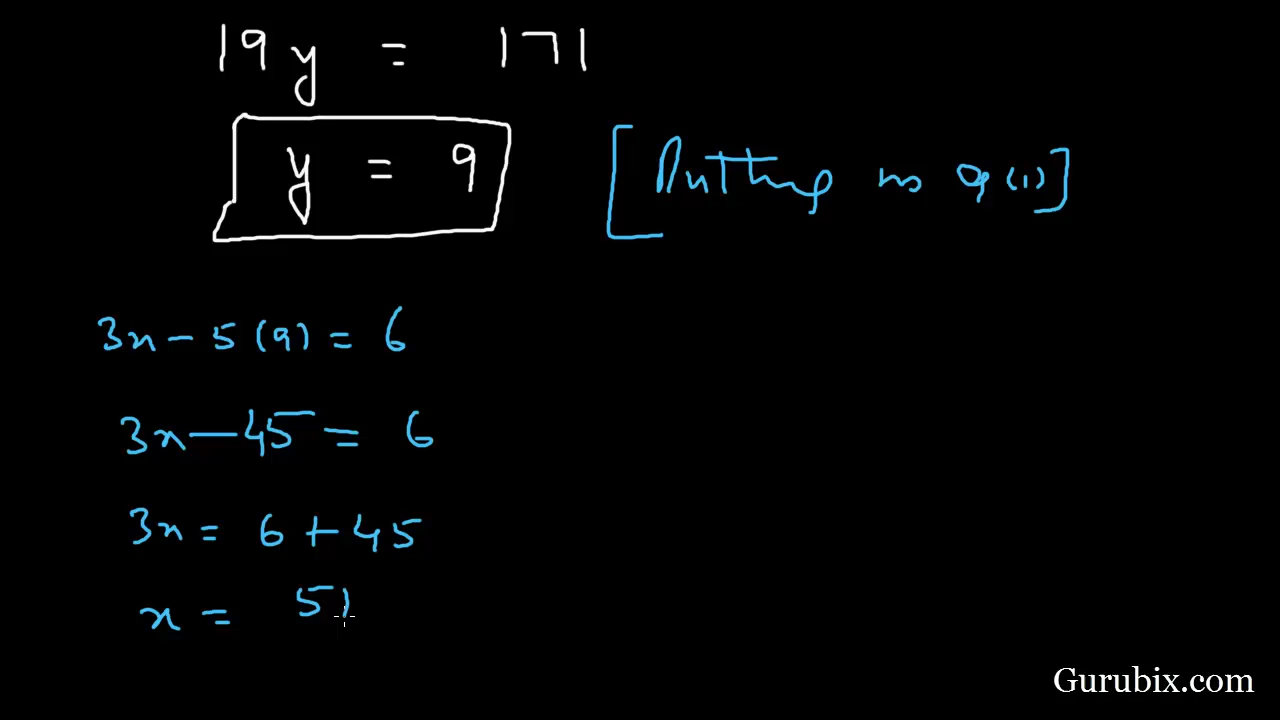 19y = 171
y = 9 [Putting in eq (1)]
3x - 5(9) = 6
3x - 45 = 6
3x = 6 + 45
x = 51
Gurubix.com